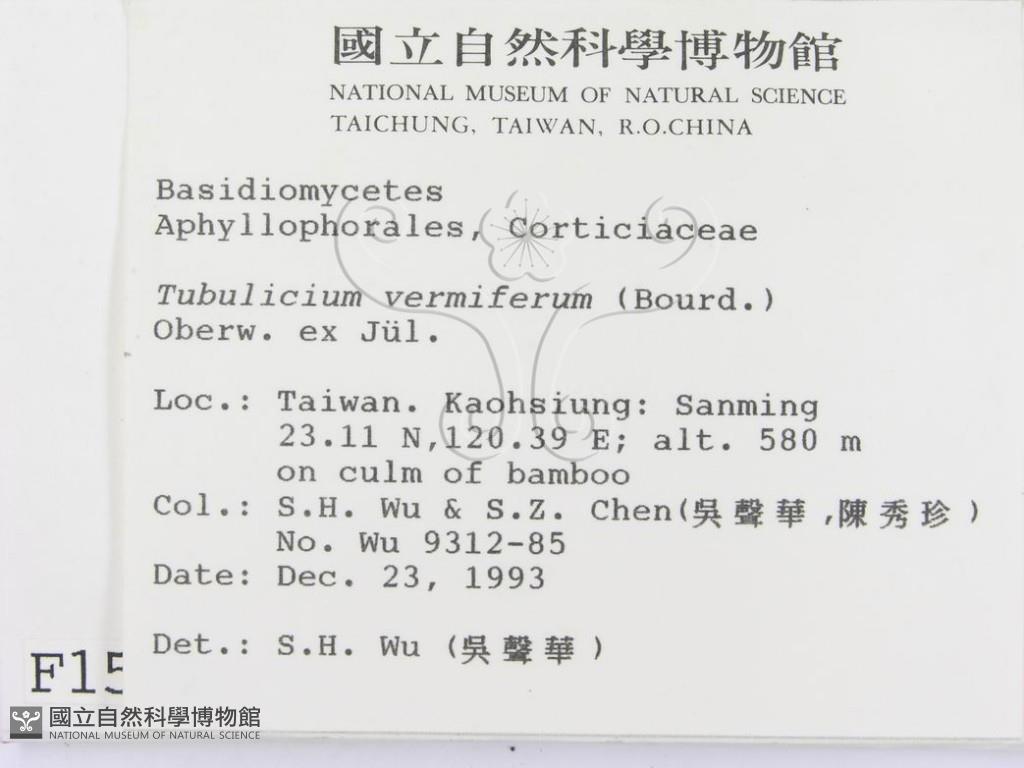 國立自然科學博物館
NATIONAL MUSEUM OF NATURAL SCIENCE
TAICHUNG, TAIWAN, R.O.CHINA
Basidiomycetes
Aphyllophorales, Corticiaceae
Tubulicium vermiferum (Bourd.)
Oberw. ex Jül.
Loc.: Taiwan. Kaohsiung: Sanming
23.11 N,120.39 E; alt. 580 m
on culm of bamboo
Col.: S.H. Wu & S.Z. Chen(吳聲華,陳秀珍)
No. Wu 9312-85
Date: Dec. 23, 1993
Det.: S.H. Wu (吳聲華)
F15
國立自然科學博物館
NATIONAL MUSEUM OF NATURAL SCIENCE